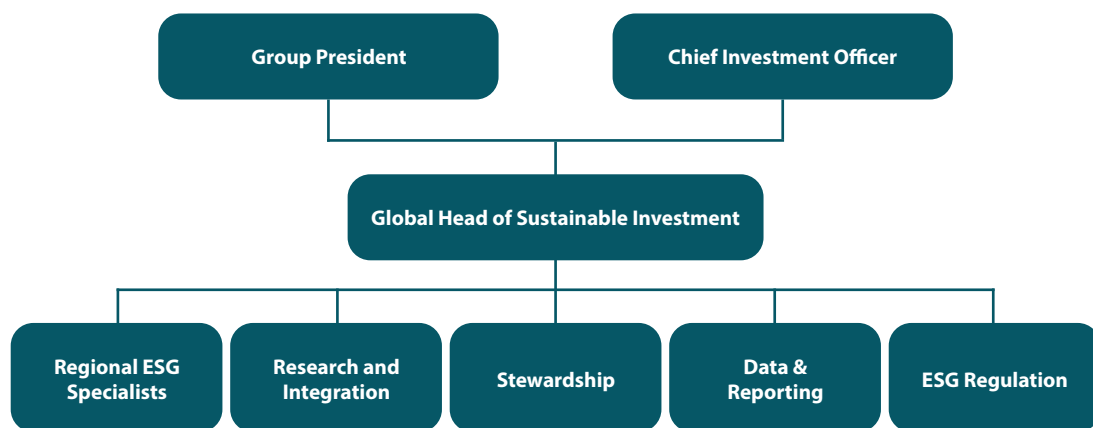 Group President
Chief Investment Officer
Global Head of Sustainable Investment
Regional ESG
Specialists
Research and
Integration
Stewardship
Data &
Reporting
ESG Regulation